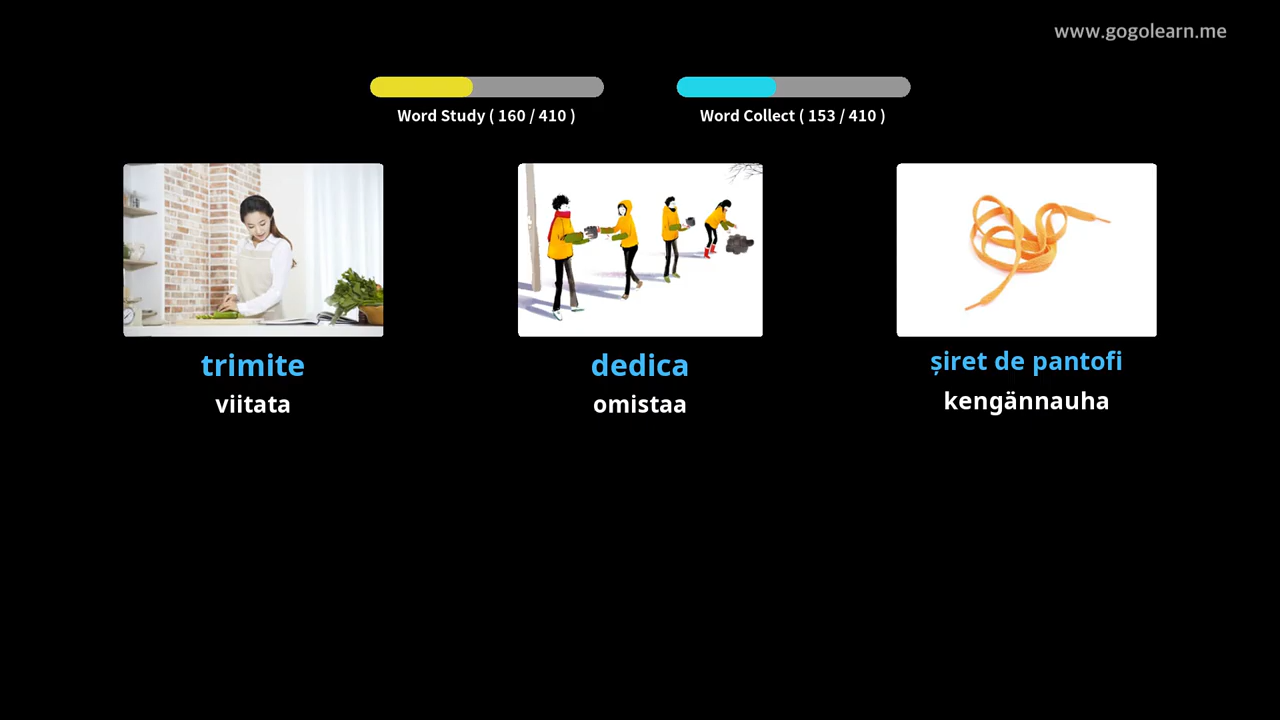 www.gogolearn.me
Word Study ( 160 / 410 )
Word Collect ( 153 / 410 )
trimite
viitata
dedica
omistaa
șiret de pantofi
kengännauha